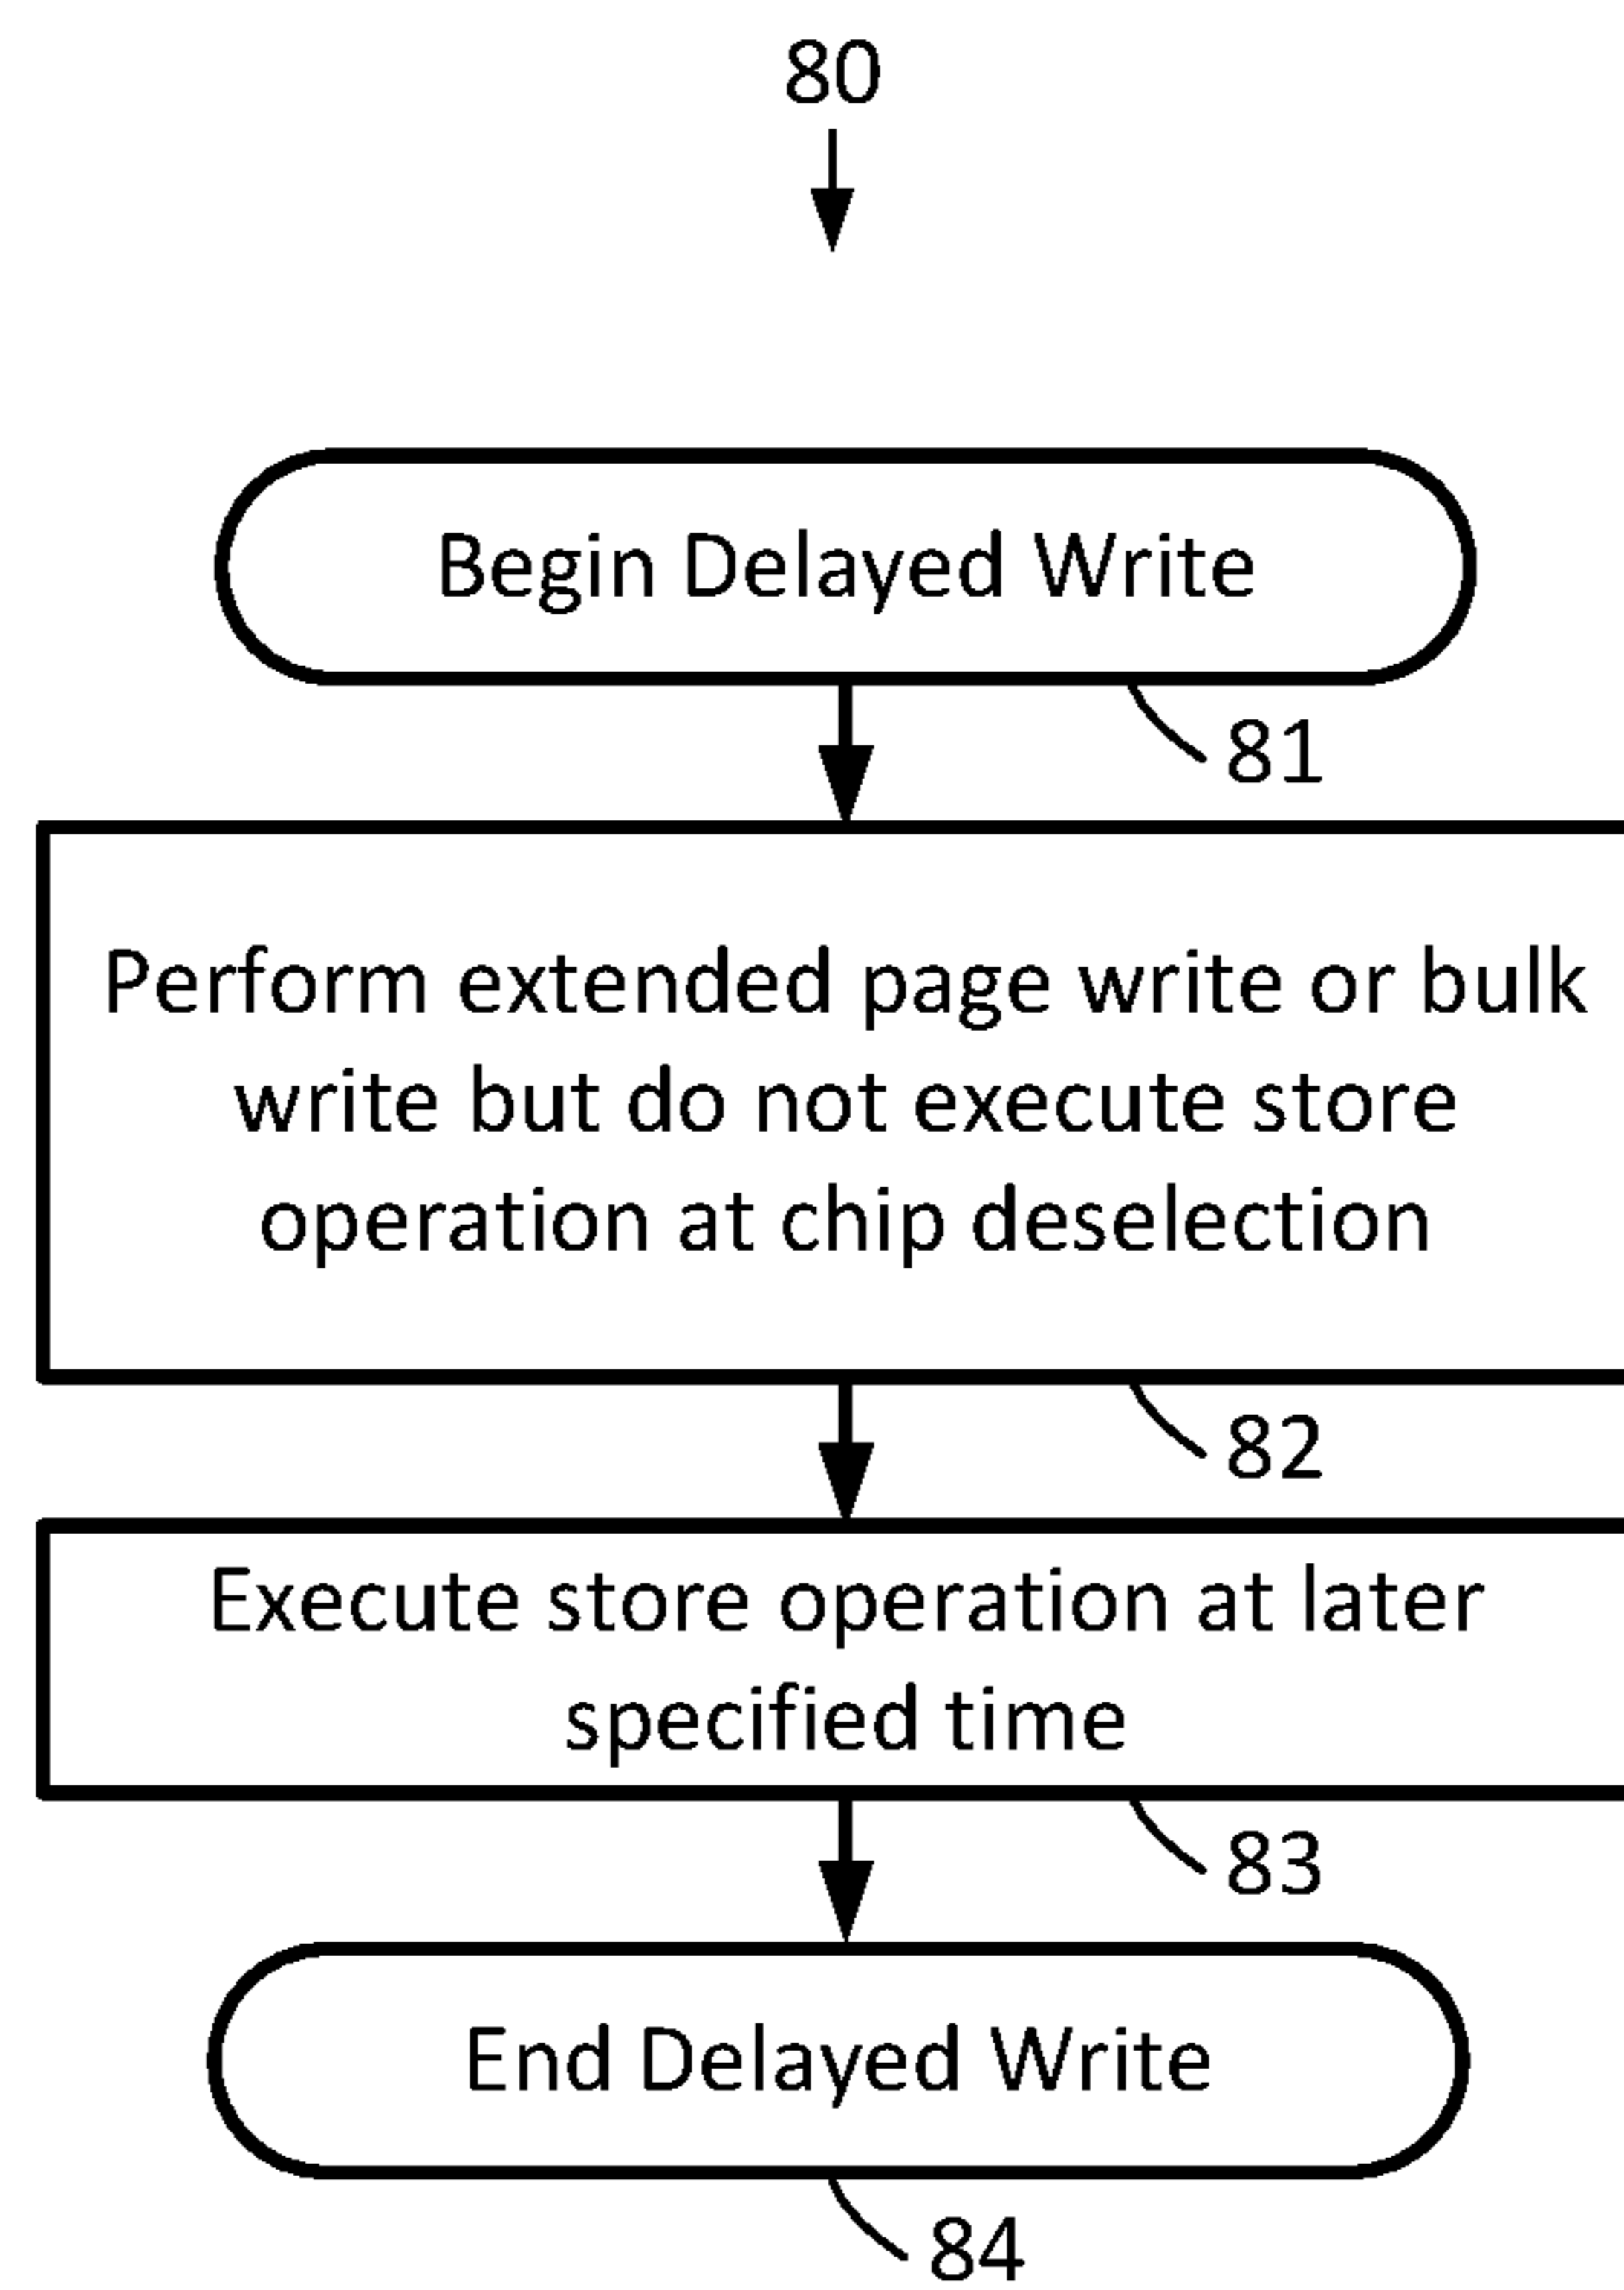 80
Begin Delayed Write
81
Perform extended page write or bulk
write but do not execute store
operation at chip deselection
82
Execute store operation at later
specified time
83
End Delayed Write
84